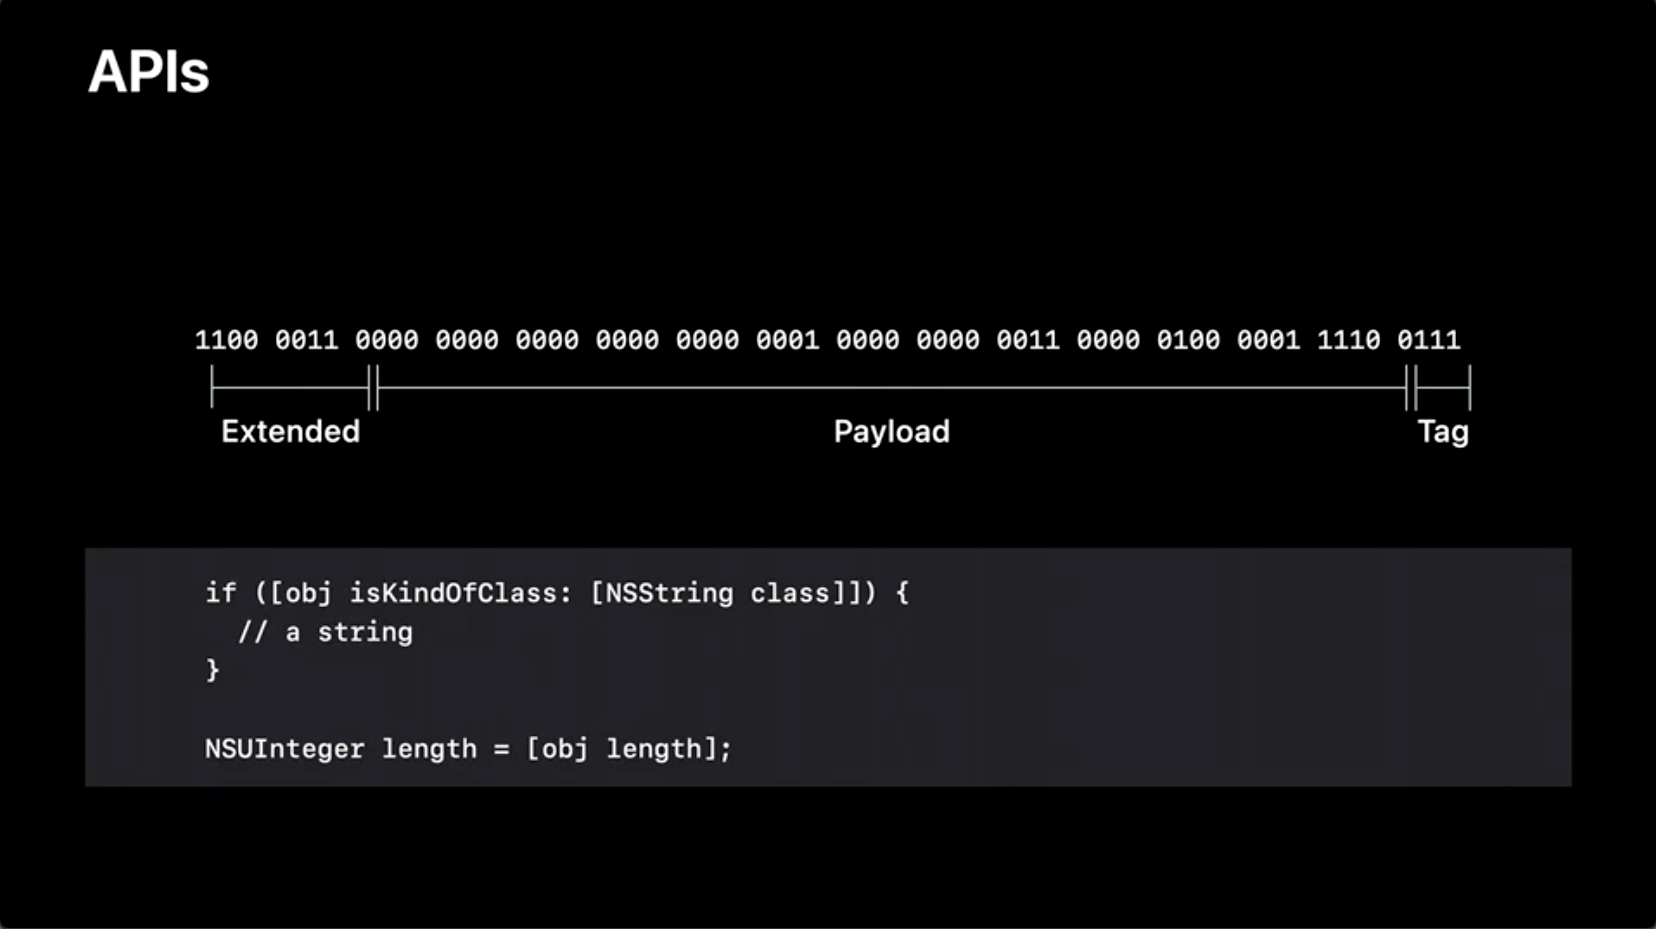 APIs
1100 0011 0000 0000 0000 0000 0000 0001 0000 0000 0011 0000 0100 0001 1110 0111
Extended Payload Tag
if ([obj isKindOfClass: [NSString class]]) {
// a string
}
NSUInteger length = [obj length];